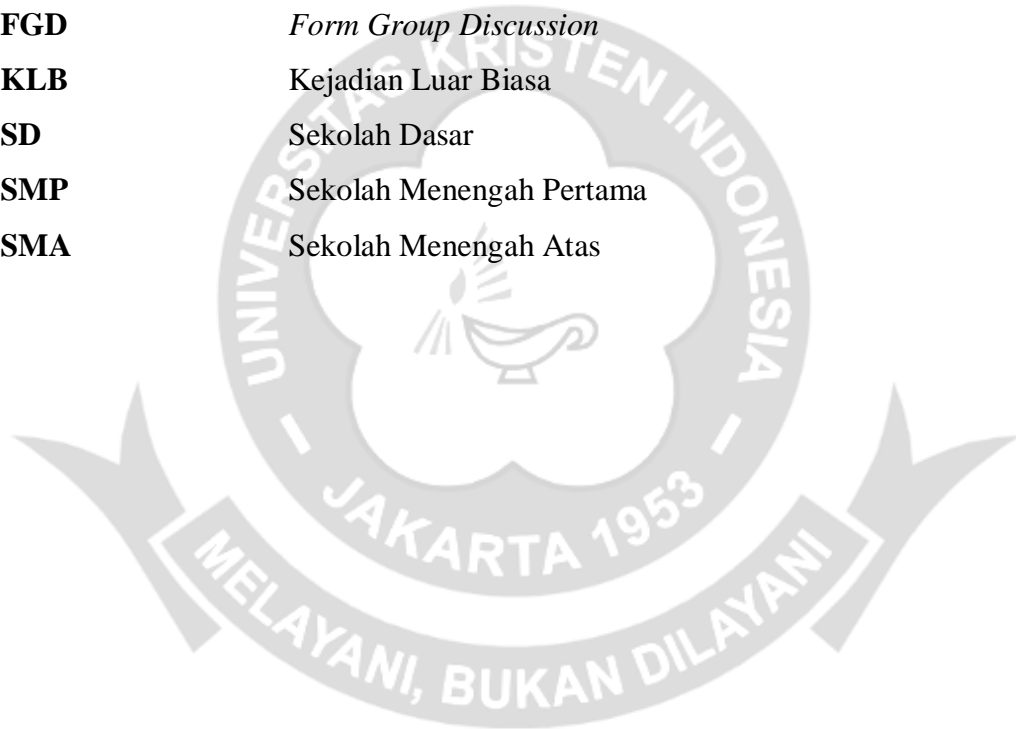 FGD Form Group Discussion
KLB Kejadian Luar Biasa
SD Sekolah Dasar
SMP Sekolah Menengah Pertama
SMA Sekolah Menengah Atas
UNIVERSITAS KRISTEN INDONESIA
- JAKARTA 1953 -
MELAYANI, BUKAN DILAYANI